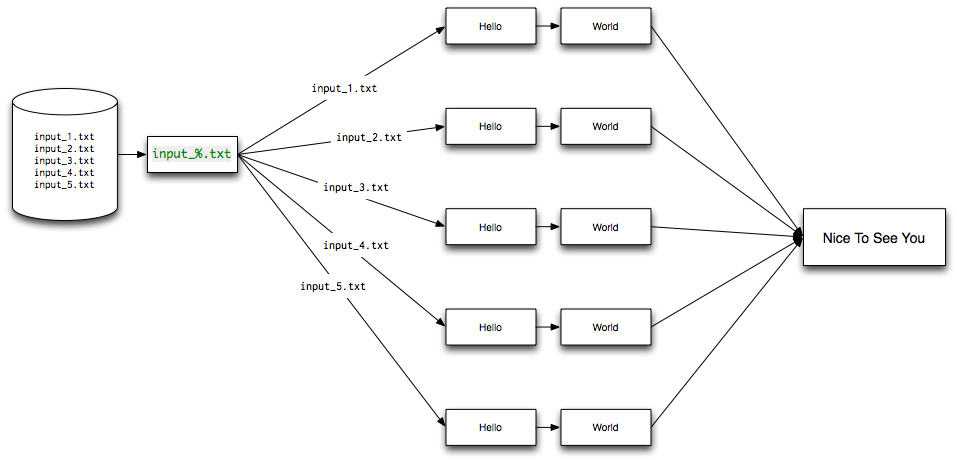 input_1.txt
input_2.txt
input_3.txt
input_4.txt
input_5.txt
input_%.txt
input_1.txt
input_2.txt
input_3.txt
input_4.txt
input_5.txt
Hello
World
Hello
World
Hello
World
Hello
World
Hello
World
Nice To See You